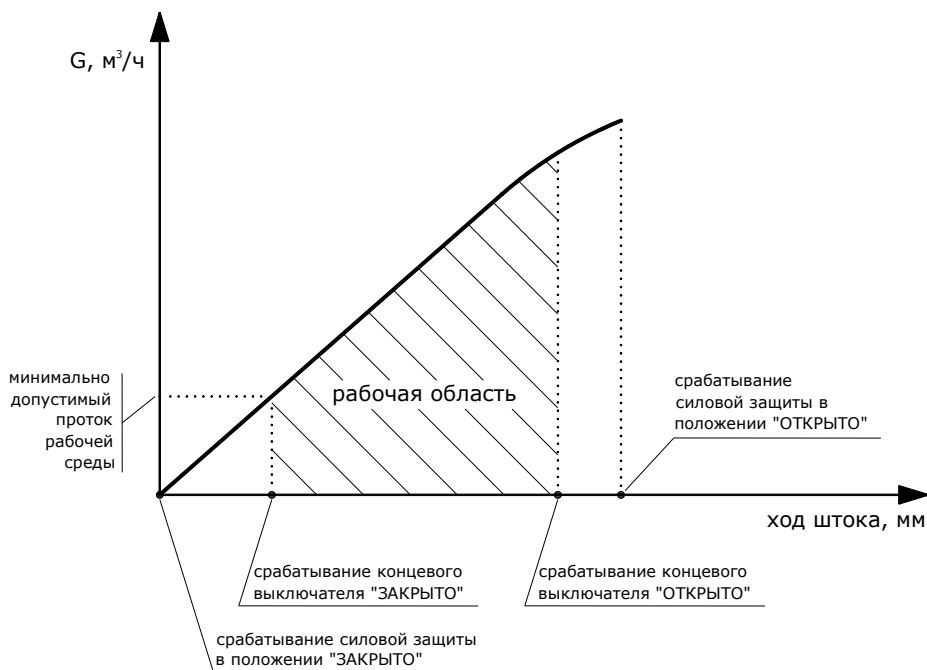 G, м³/ч
минимально
допустимый
проток
рабочей
среды
рабочая область
срабатывание
силовой защиты в
положении "ОТКРЫТО"
ход штока, мм
срабатывание концевого
выключателя "ЗАКРЫТО"
срабатывание концевого
выключателя "ОТКРЫТО"
срабатывание силовой защиты
в положении "ЗАКРЫТО"